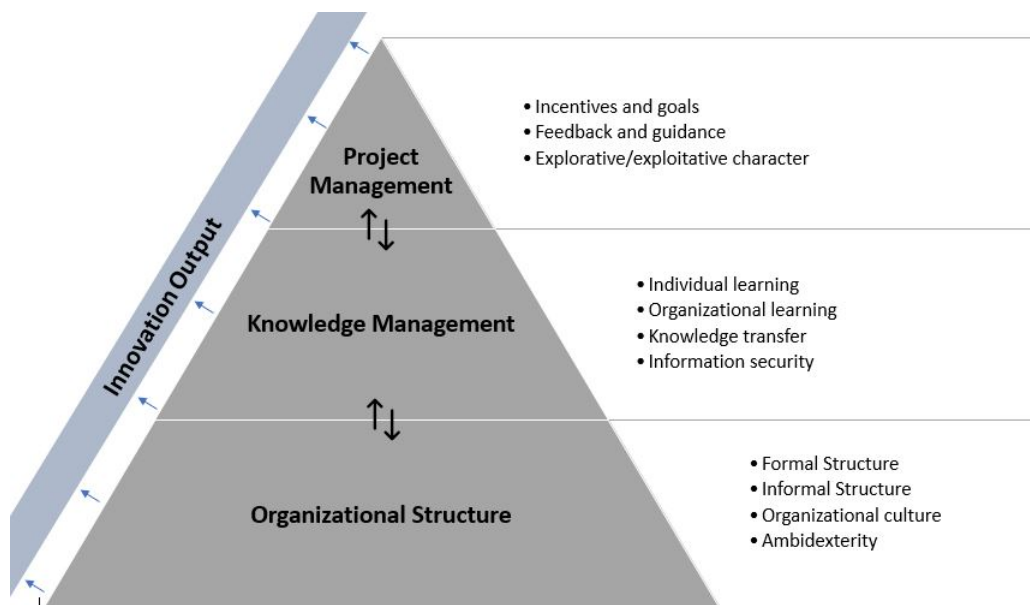 • Incentives and goals
• Feedback and guidance
• Explorative/exploitative character
Project
Management
Innovation Output
Knowledge Management
• Individual learning
• Organizational learning
• Knowledge transfer
• Information security
Organizational Structure
• Formal Structure
• Informal Structure
• Organizational culture
• Ambidexterity